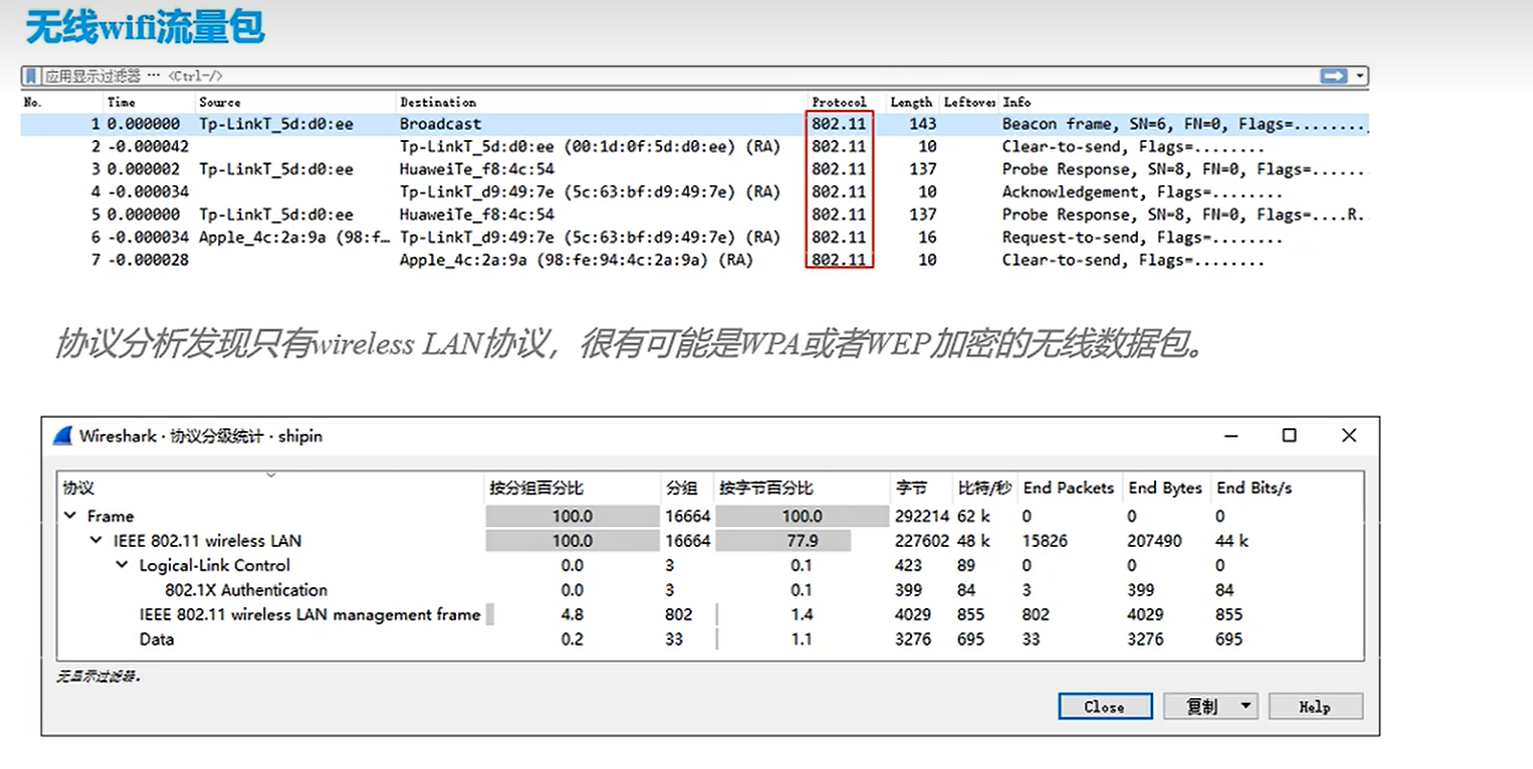 无线wifi流量包
应用显示过滤器 ⋯ <Ctrl-/>
No. Time Source Destination Protocol Length Leftover Info
1 0.000000 Tp-LinkT_5d:d0:ee Broadcast 802.11 143 Beacon frame, SN=6, FN=0, Flags=........,
2 -0.000042 Tp-LinkT_5d:d0:ee (00:1d:0f:5d:d0:ee) (RA) 802.11 10 Clear-to-send, Flags=........
3 0.000002 Tp-LinkT_5d:d0:ee HuaweiTe_f8:4c:54 802.11 137 Probe Response, SN=8, FN=0, Flags=......
4 -0.000034 Tp-LinkT_d9:49:7e (5c:63:bf:d9:49:7e) (RA) 802.11 10 Acknowledgement, Flags=........
5 0.000000 Tp-LinkT_5d:d0:ee HuaweiTe_f8:4c:54 802.11 137 Probe Response, SN=8, FN=0, Flags=....R.
6 -0.000034 Apple_4c:2a:9a (98:f… Tp-LinkT_d9:49:7e (5c:63:bf:d9:49:7e) (RA) 802.11 16 Request-to-send, Flags=........
7 -0.000028 Apple_4c:2a:9a (98:fe:94:4c:2a:9a) (RA) 802.11 10 Clear-to-send, Flags=........
协议分析发现只有wireless LAN协议，很有可能是WPA或者WEP加密的无线数据包。
Wireshark · 协议分级统计 · shipin
协议 按分组百分比 分组 按字节百分比 字节 比特/秒 End Packets End Bytes End Bits/s
Frame 100.0 16664 100.0 292214 62 k 0 0 0
IEEE 802.11 wireless LAN 100.0 16664 77.9 227602 48 k 15826 207490 44 k
Logical-Link Control 0.0 3 0.1 423 89 0 0 0
802.1X Authentication 0.0 3 0.1 399 84 3 399 84
IEEE 802.11 wireless LAN management frame 4.8 802 1.4 4029 855 802 4029 855
Data 0.2 33 1.1 3276 695 33 3276 695
无显示过滤器。
Close 复制 Help